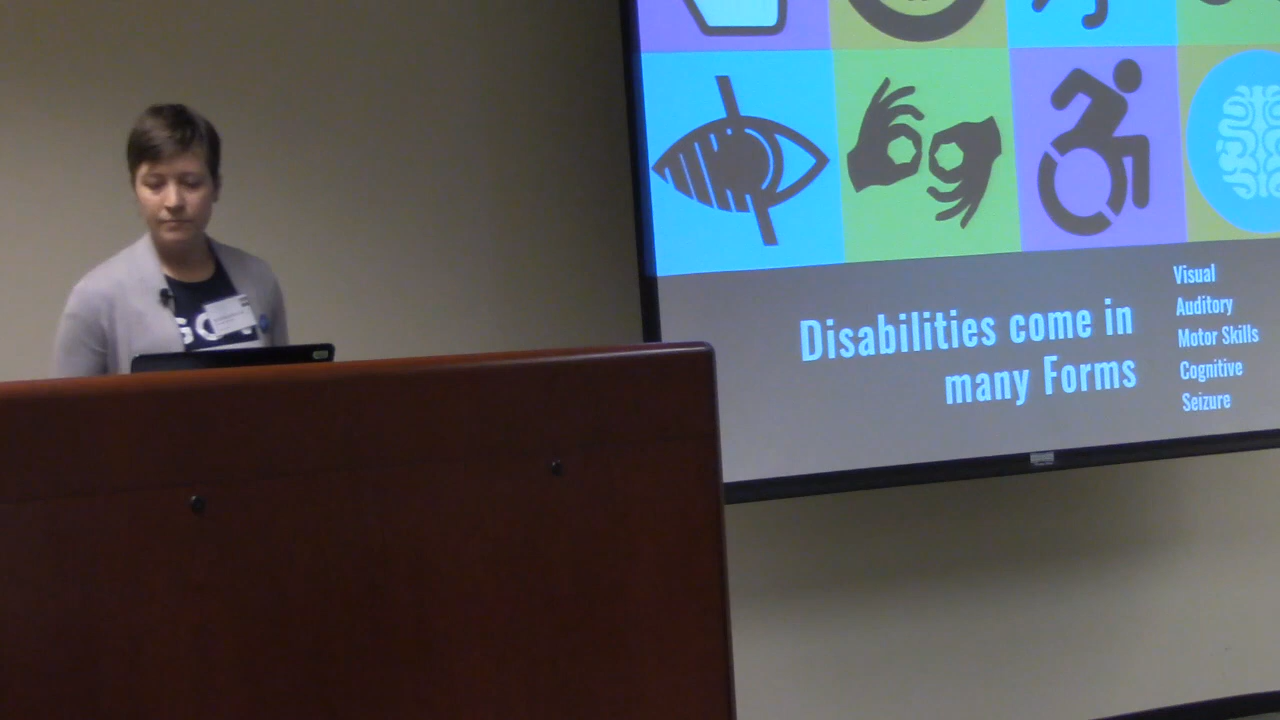 Disabilities come in
many Forms
Visual
Auditory
Motor Skills
Cognitive
Seizure